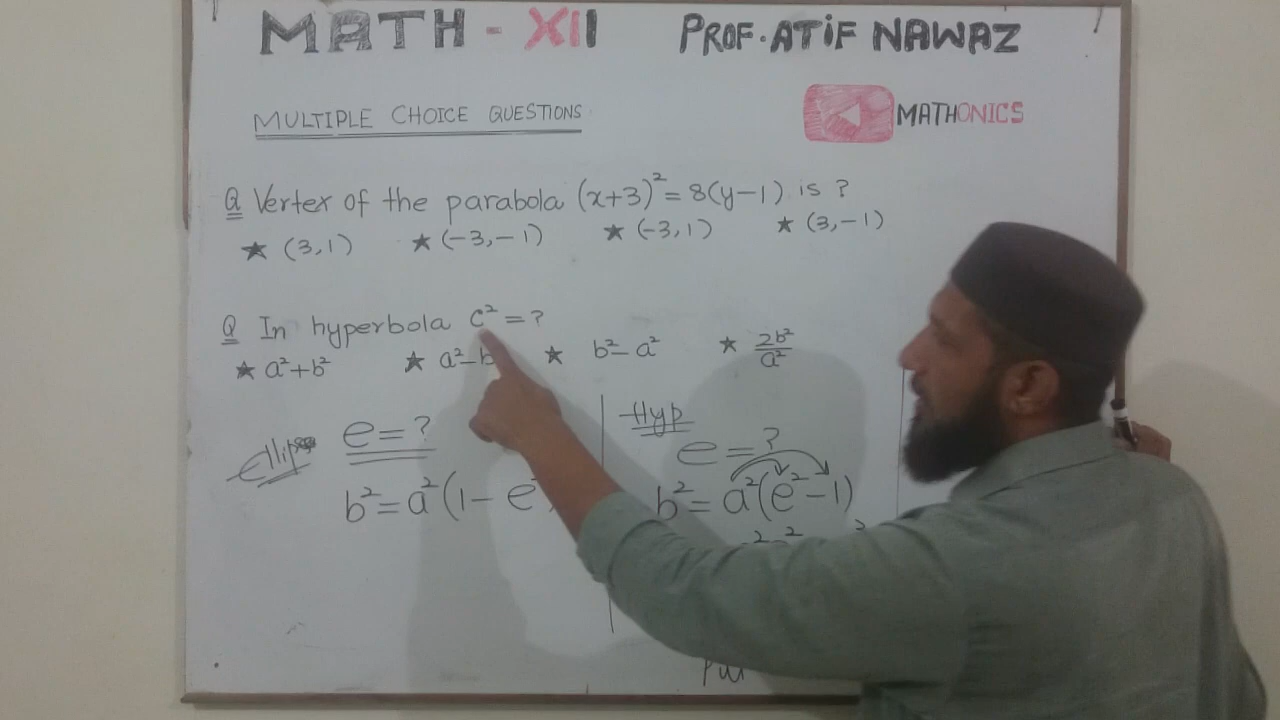 MATH - XII PROF. ATIF NAWAZ
MULTIPLE CHOICE QUESTIONS
MATHONICS
Q Vertex of the parabola (x+3)² = 8(y-1) is ?
★ (3,1) ★ (-3,-1) ★ (-3,1) ★ (3,-1)
Q In hyperbola c² = ?
★ a²+b² ★ a²-b ★ b²-a² ★ 2b²/a²
e = ?
b² = a²(1-e²
Hyp
e = ?
b² = a²(e²-1)